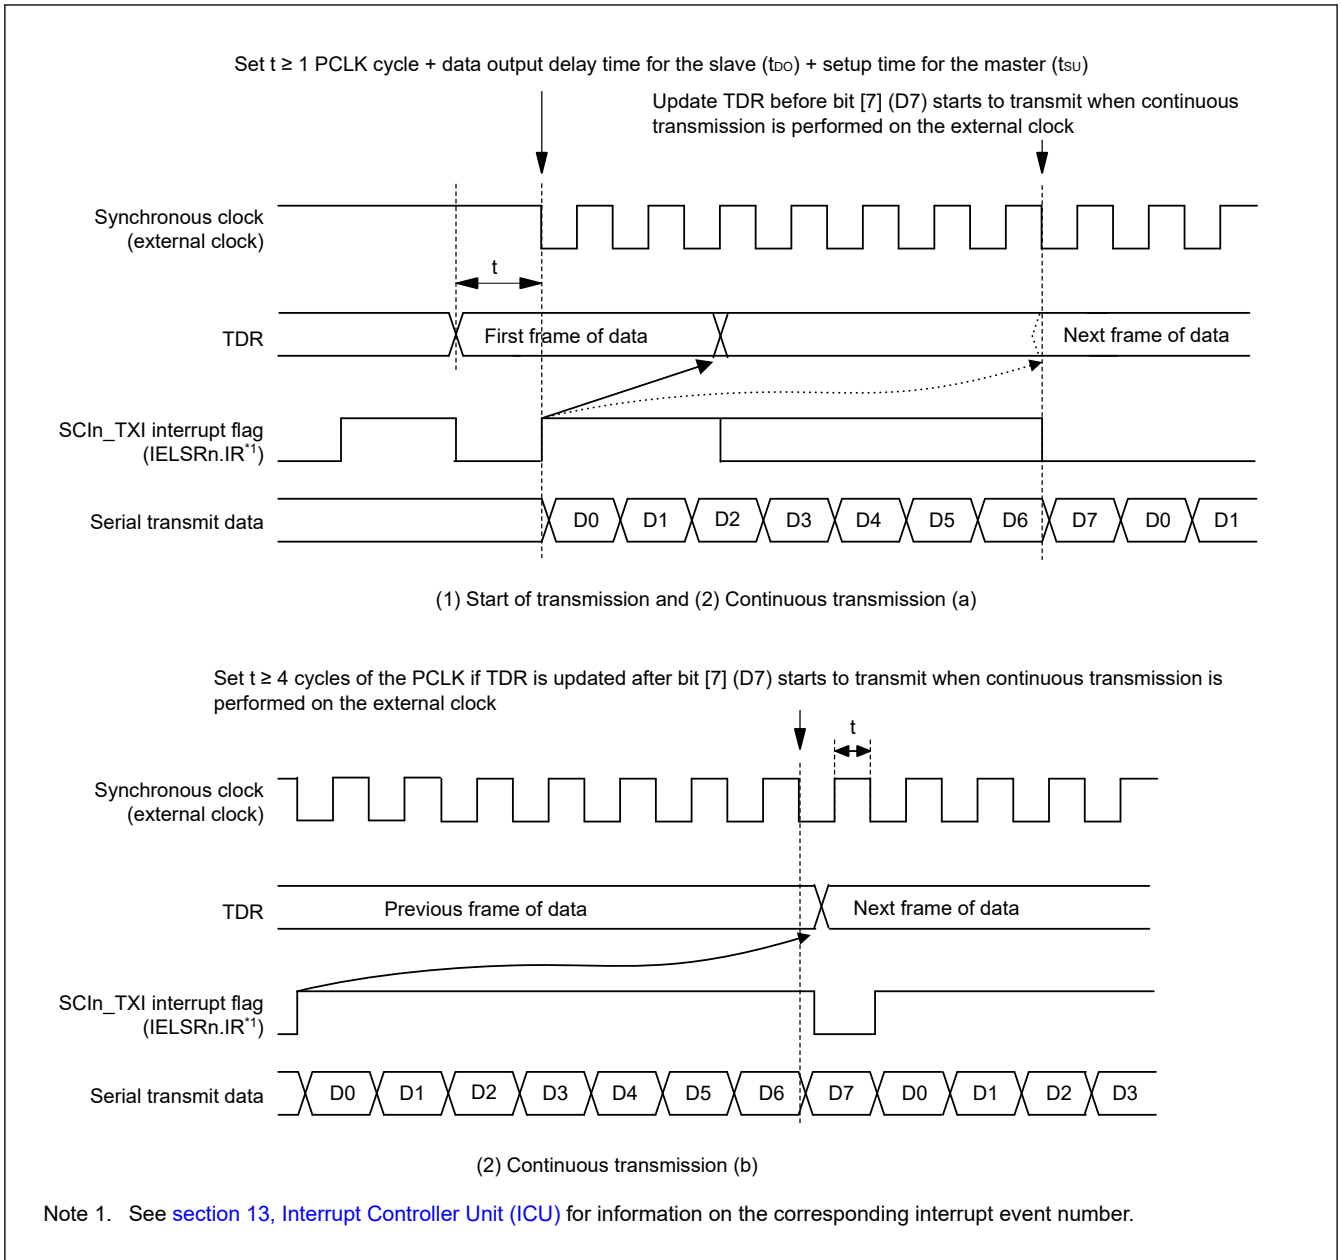 Set t ≥ 1 PCLK cycle + data output delay time for the slave (tDO) + setup time for the master (tSU)
Update TDR before bit [7] (D7) starts to transmit when continuous
transmission is performed on the external clock
Synchronous clock
(external clock)
t
TDR
First frame of data
Next frame of data
SCIn_TXI interrupt flag
(IELSRn.IR*1)
Serial transmit data
D0 D1 D2 D3 D4 D5 D6 D7 D0 D1
(1) Start of transmission and (2) Continuous transmission (a)
Set t ≥ 4 cycles of the PCLK if TDR is updated after bit [7] (D7) starts to transmit when continuous transmission is
performed on the external clock
t
Synchronous clock
(external clock)
TDR
Previous frame of data
Next frame of data
SCIn_TXI interrupt flag
(IELSRn.IR*1)
Serial transmit data
D0 D1 D2 D3 D4 D5 D6 D7 D0 D1 D2 D3
(2) Continuous transmission (b)
Note 1. See section 13, Interrupt Controller Unit (ICU) for information on the corresponding interrupt event number.